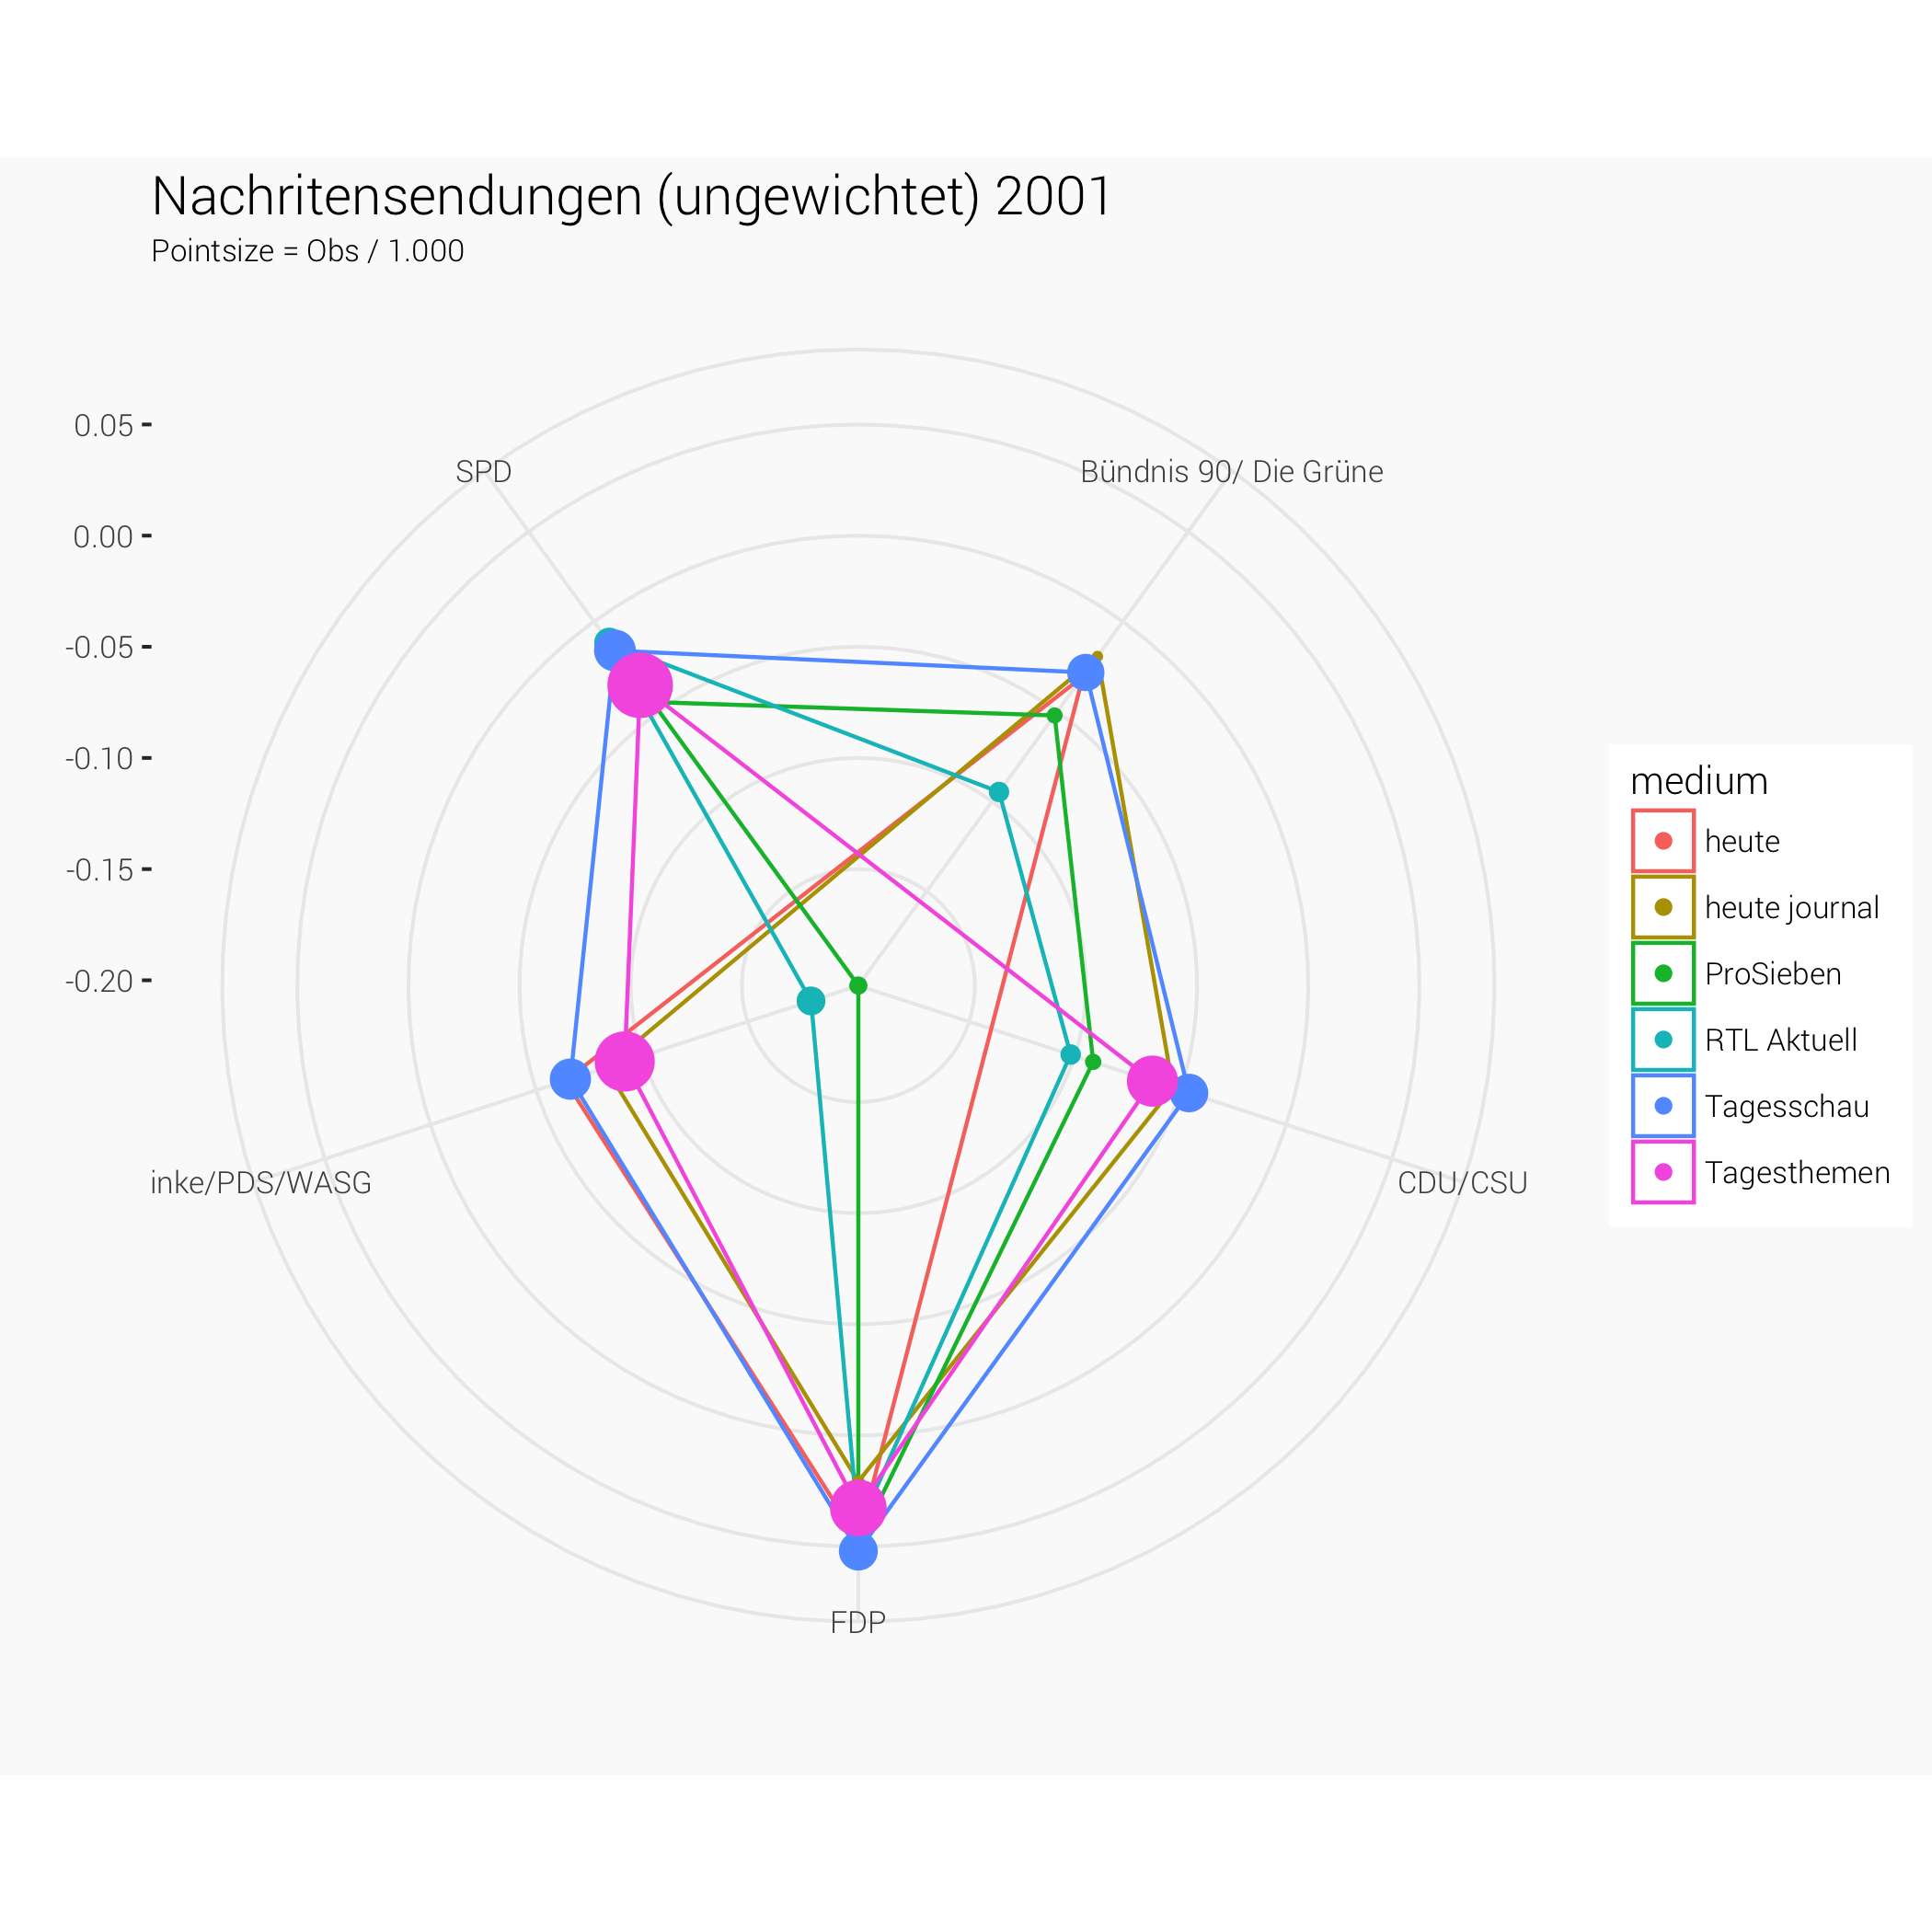 Nachritensendungen (ungewichtet) 2001
Pointsize = Obs / 1.000
0.05
0.00
-0.05
-0.10
-0.15
-0.20
SPD
Bündnis 90/ Die Grüne
inke/PDS/WASG
CDU/CSU
FDP
medium
heute
heute journal
ProSieben
RTL Aktuell
Tagesschau
Tagesthemen